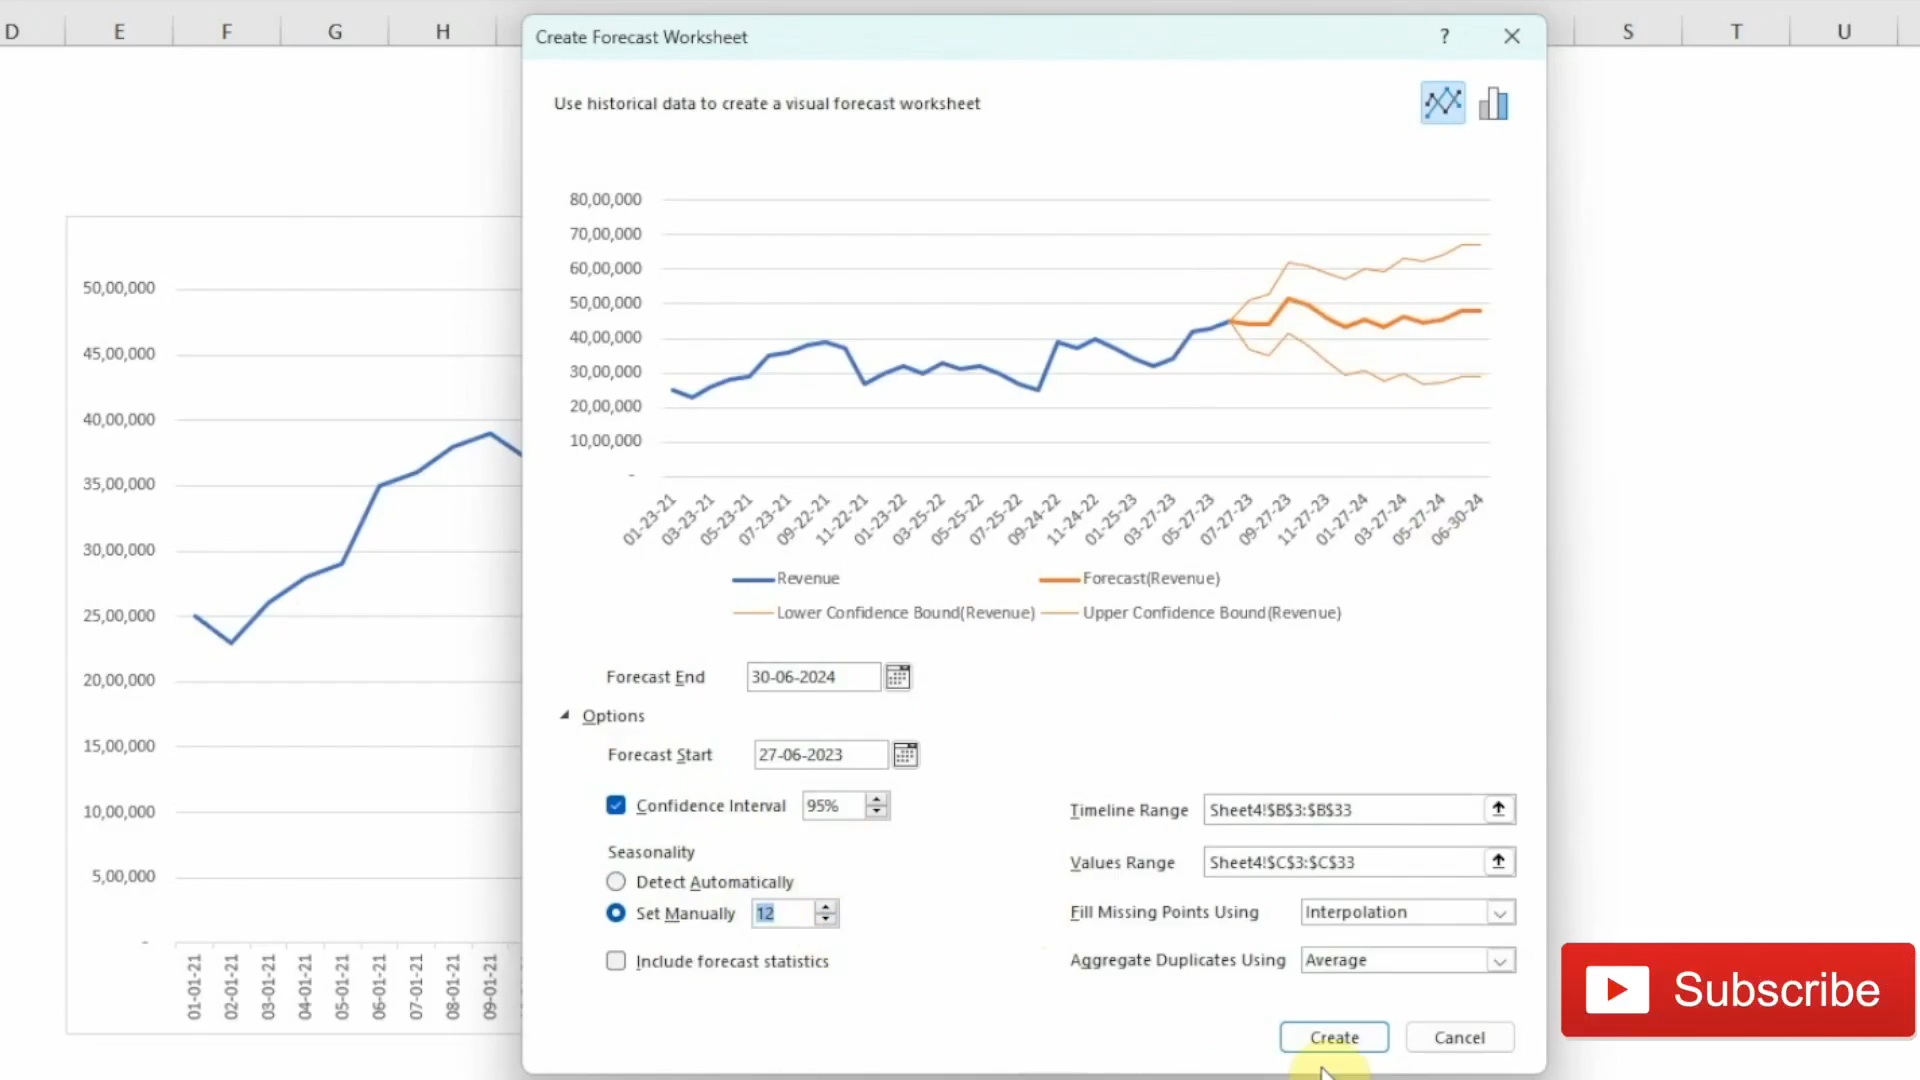 D E F G H S T U
Create Forecast Worksheet ?
Use historical data to create a visual forecast worksheet
50,00,000
45,00,000
40,00,000
35,00,000
30,00,000
25,00,000
20,00,000
15,00,000
10,00,000
5,00,000
-
01-01-21 02-01-21 03-01-21 04-01-21 05-01-21 06-01-21 07-01-21 08-01-21 09-01-21
80,00,000
70,00,000
60,00,000
50,00,000
40,00,000
30,00,000
20,00,000
10,00,000
-
01-23-21 03-23-21 05-23-21 07-23-21 09-22-21 11-22-21 01-23-22 03-25-22 05-25-22 07-25-22 09-24-22 11-24-22 01-25-23 03-27-23 05-27-23 07-27-23 09-27-23 11-27-23 01-27-24 03-27-24 05-27-24 06-30-24
Revenue Forecast(Revenue)
Lower Confidence Bound(Revenue) Upper Confidence Bound(Revenue)
Forecast End 30-06-2024
Options
Forecast Start 27-06-2023
Confidence Interval 95%
Seasonality
Detect Automatically
Set Manually 12
Include forecast statistics
Timeline Range Sheet4!$B$3:$B$33
Values Range Sheet4!$C$3:$C$33
Fill Missing Points Using Interpolation
Aggregate Duplicates Using Average
Create Cancel
Subscribe